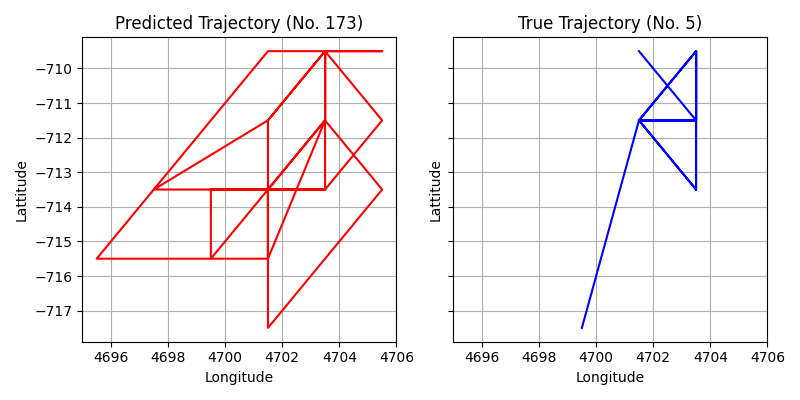 Predicted Trajectory (No. 173)
True Trajectory (No. 5)
−710
−711
−712
−713
−714
−715
−716
−717
Lattitude
Lattitude
4696 4698 4700 4702 4704 4706
4696 4698 4700 4702 4704 4706
Longitude
Longitude